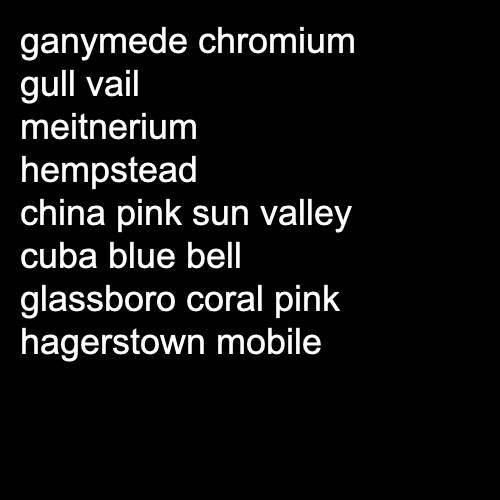 ganymede chromium
gull vail
meitnerium
hempstead
china pink sun valley
cuba blue bell
glassboro coral pink
hagerstown mobile